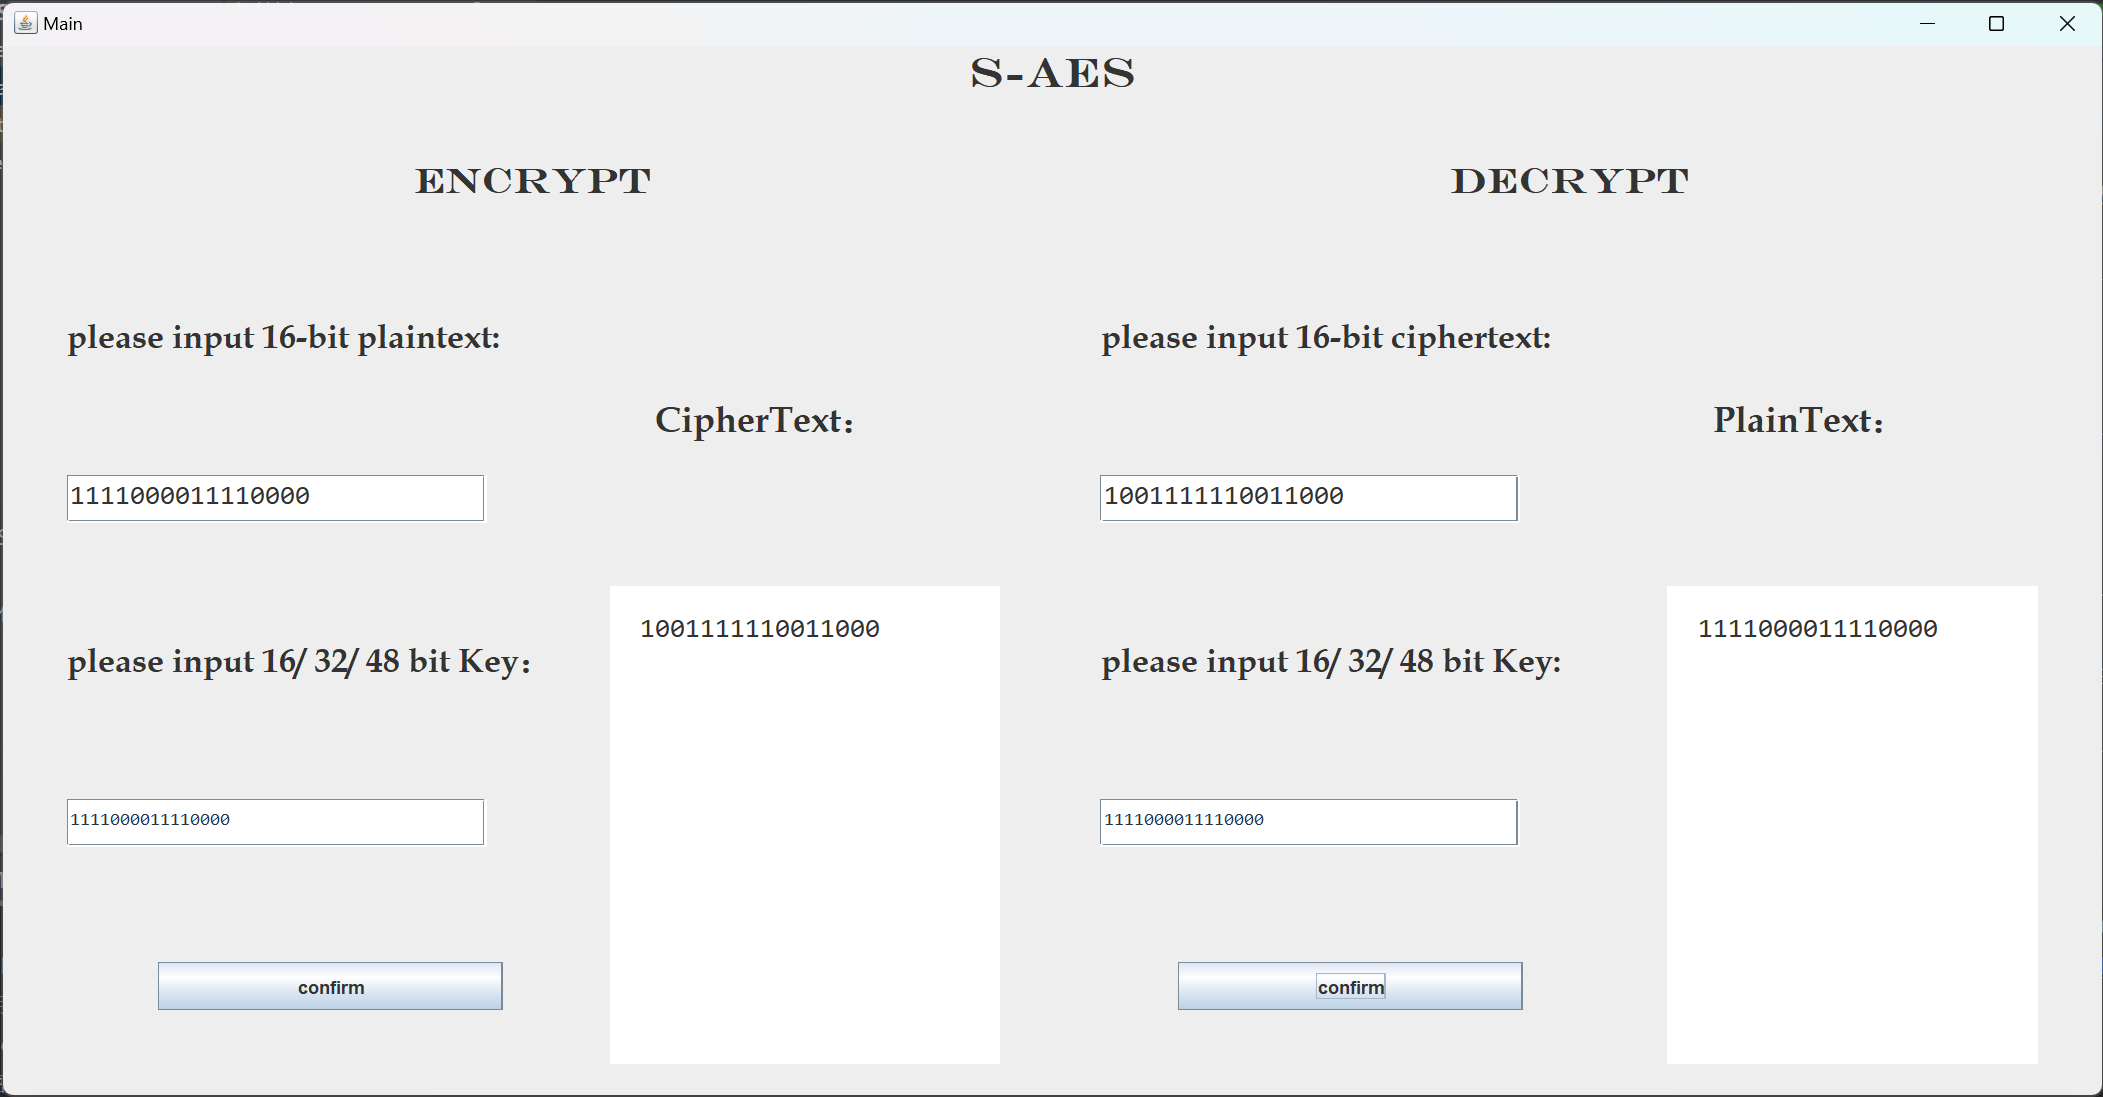 Main
S-AES
ENCRYPT
DECRYPT
please input 16-bit plaintext:
please input 16-bit ciphertext:
CipherText：
PlainText：
1111000011110000
1001111110011000
1001111110011000
1111000011110000
please input 16/ 32/ 48 bit Key：
please input 16/ 32/ 48 bit Key:
1111000011110000
1111000011110000
confirm
confirm